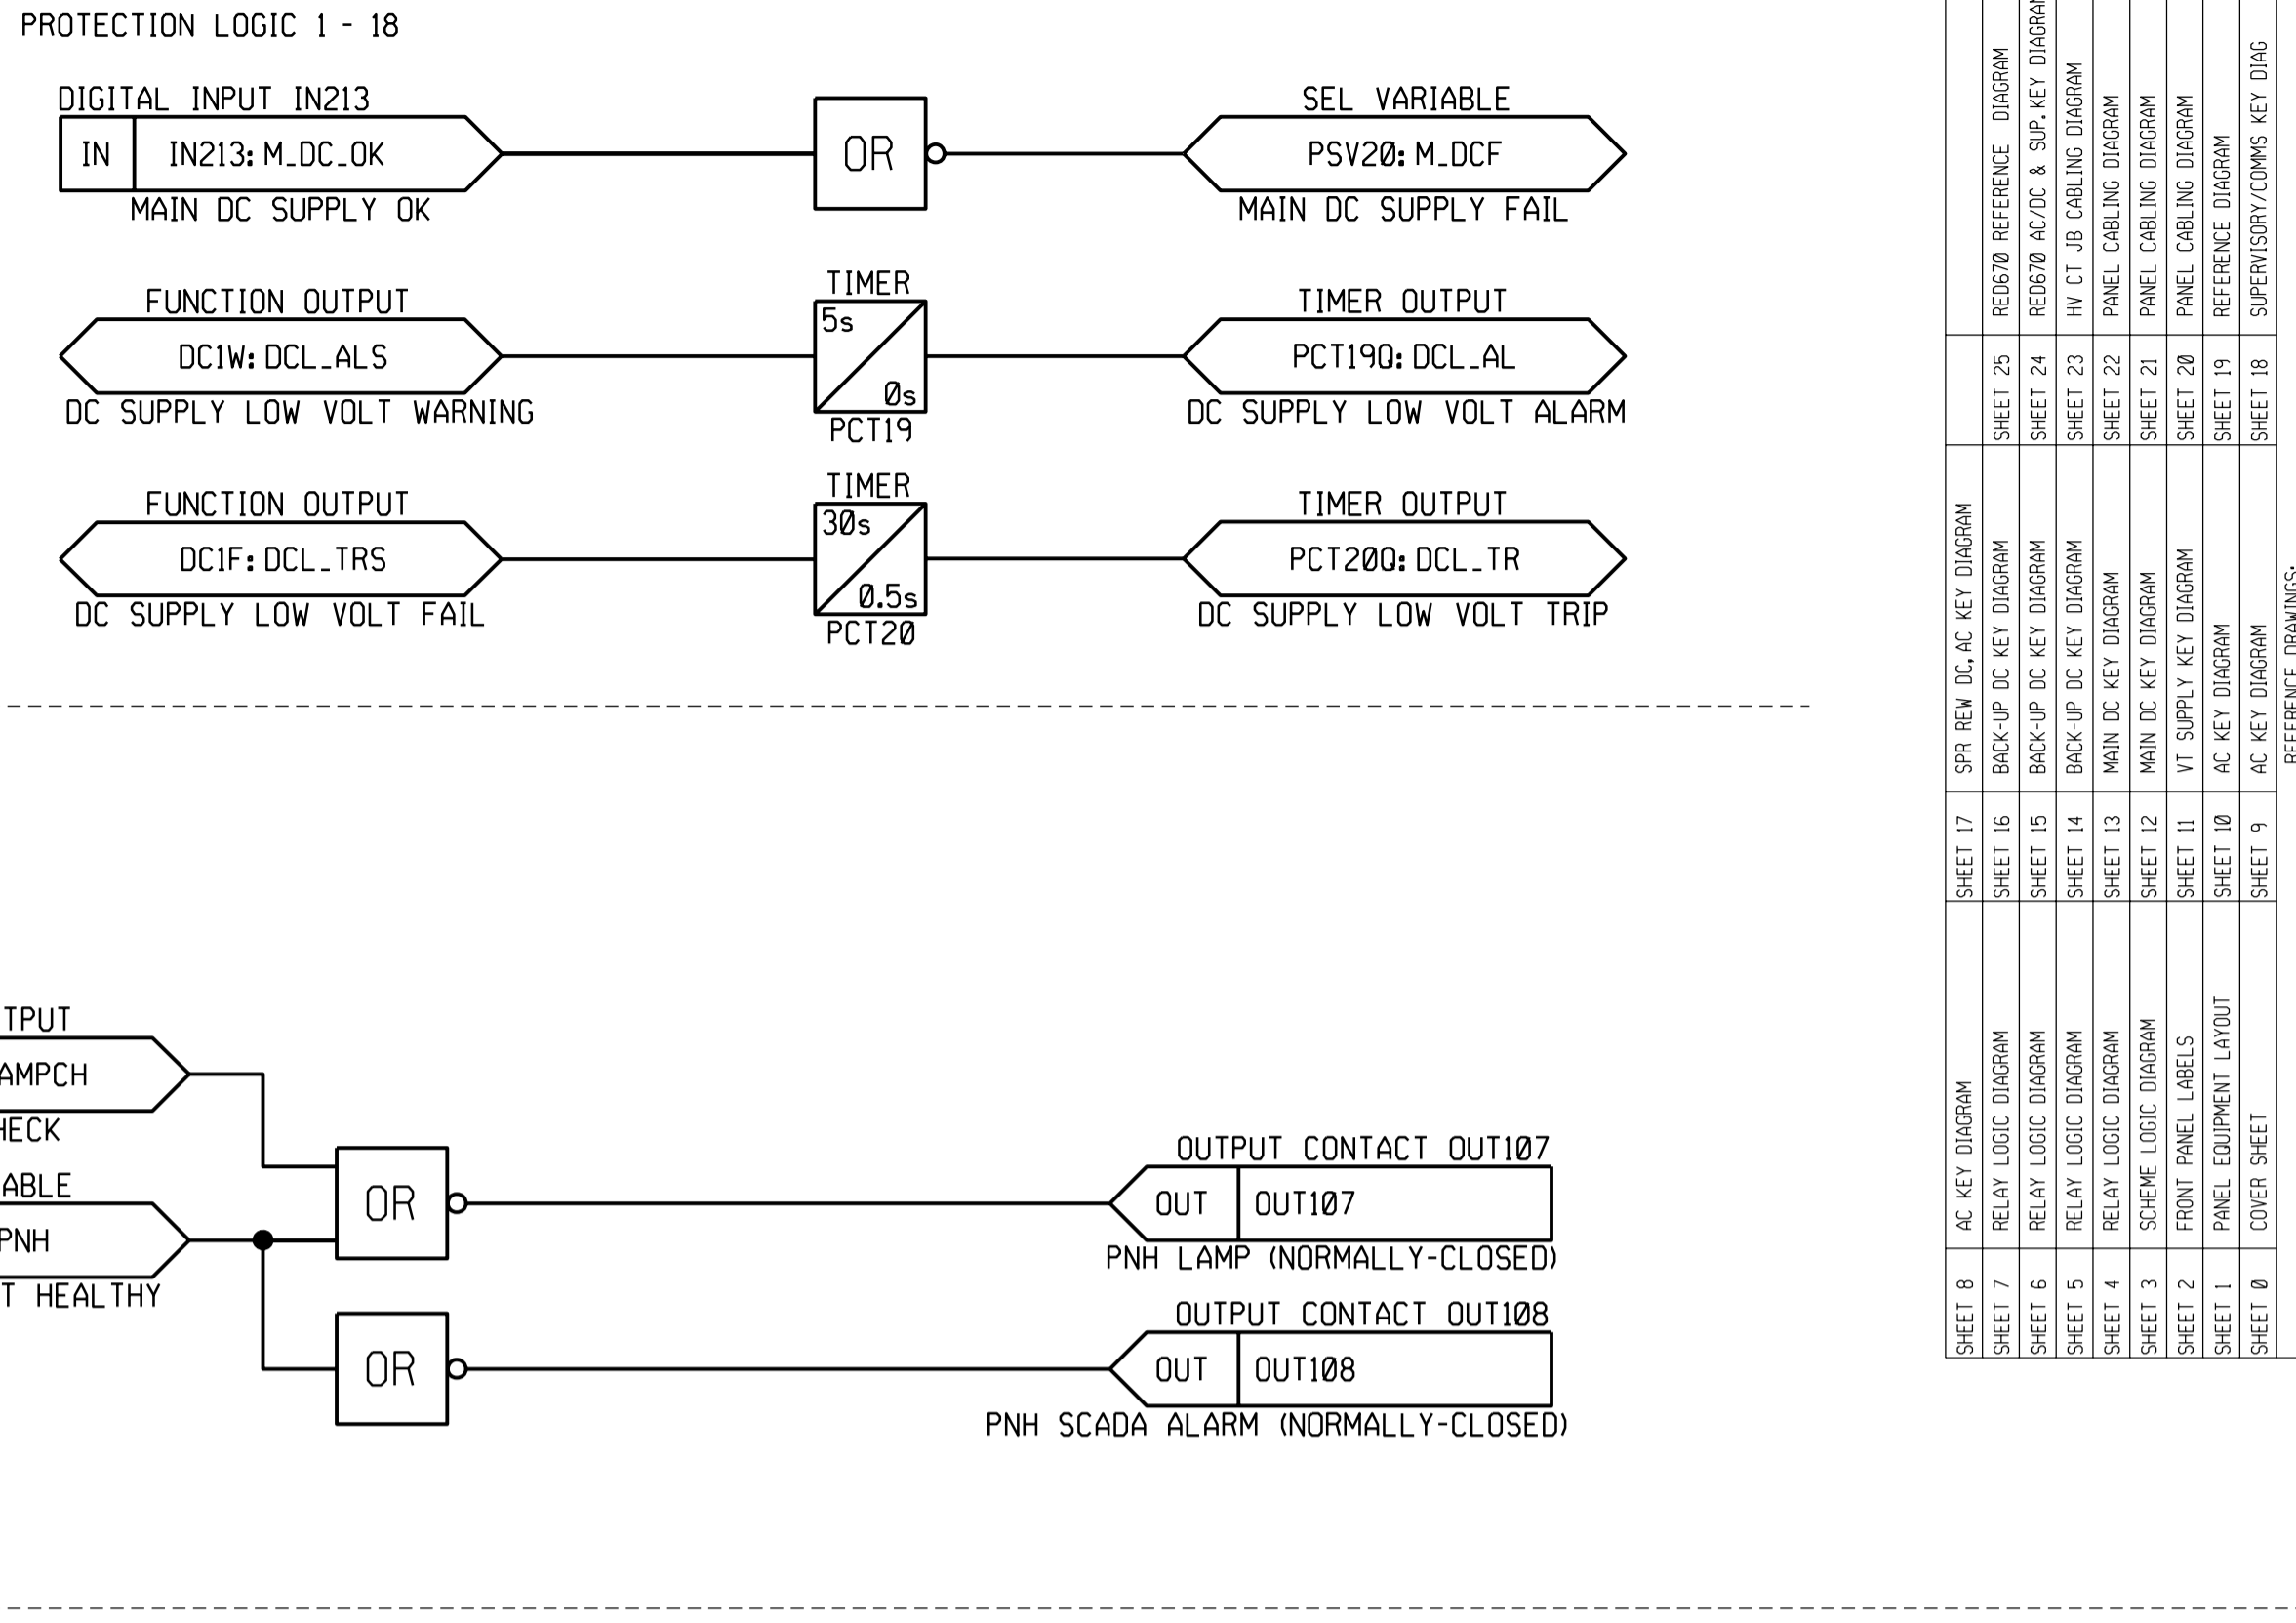 PROTECTION LOGIC 1 - 18
DIGITAL INPUT IN213
IN
IN213: M_DC_OK
MAIN DC SUPPLY OK
OR
SEL VARIABLE
PSV20: M_DCF
MAIN DC SUPPLY FAIL
FUNCTION OUTPUT
DC1W: DCL_ALS
DC SUPPLY LOW VOLT WARNING
TIMER
5s
0s
PCT19
TIMER OUTPUT
PCT19Q: DCL_AL
DC SUPPLY LOW VOLT ALARM
FUNCTION OUTPUT
DC1F: DCL_TRS
DC SUPPLY LOW VOLT FAIL
TIMER
30s
0.5s
PCT20
TIMER OUTPUT
PCT20Q: DCL_TR
DC SUPPLY LOW VOLT TRIP
TPUT
AMPCH
HECK
ABLE
PNH
T HEALTHY
OR
OUTPUT CONTACT OUT107
OUT
OUT107
PNH LAMP (NORMALLY-CLOSED)
OR
OUTPUT CONTACT OUT108
OUT
OUT108
PNH SCADA ALARM (NORMALLY-CLOSED)
SHEET 8 AC KEY DIAGRAM SHEET 17 SPR REW DC,AC KEY DIAGRAM
SHEET 7 RELAY LOGIC DIAGRAM SHEET 16 BACK-UP DC KEY DIAGRAM SHEET 25 RED670 REFERENCE DIAGRAM
SHEET 6 RELAY LOGIC DIAGRAM SHEET 15 BACK-UP DC KEY DIAGRAM SHEET 24 RED670 AC/DC & SUP. KEY DIAGRAM
SHEET 5 RELAY LOGIC DIAGRAM SHEET 14 BACK-UP DC KEY DIAGRAM SHEET 23 HV CT JB CABLING DIAGRAM
SHEET 4 RELAY LOGIC DIAGRAM SHEET 13 MAIN DC KEY DIAGRAM SHEET 22 PANEL CABLING DIAGRAM
SHEET 3 SCHEME LOGIC DIAGRAM SHEET 12 MAIN DC KEY DIAGRAM SHEET 21 PANEL CABLING DIAGRAM
SHEET 2 FRONT PANEL LABELS SHEET 11 VT SUPPLY KEY DIAGRAM SHEET 20 PANEL CABLING DIAGRAM
SHEET 1 PANEL EQUIPMENT LAYOUT SHEET 10 AC KEY DIAGRAM SHEET 19 REFERENCE DIAGRAM
SHEET 0 COVER SHEET SHEET 9 AC KEY DIAGRAM SHEET 18 SUPERVISORY/COMMS KEY DIAG
REFERENCE DRAWINGS: